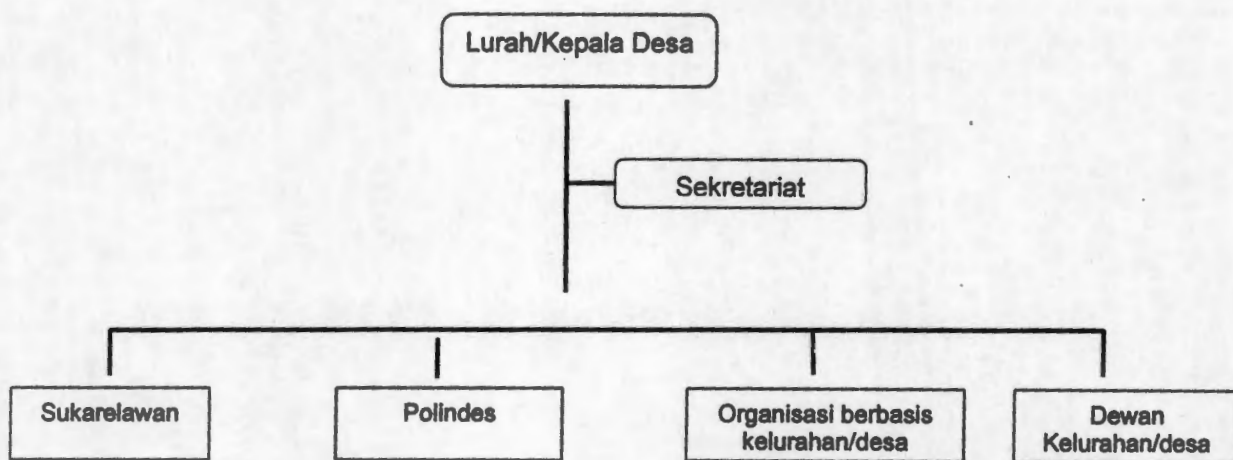 Lurah/Kepala Desa
Sekretariat
Sukarelawan
Polindes
Organisasi berbasis
kelurahan/desa
Dewan
Kelurahan/desa